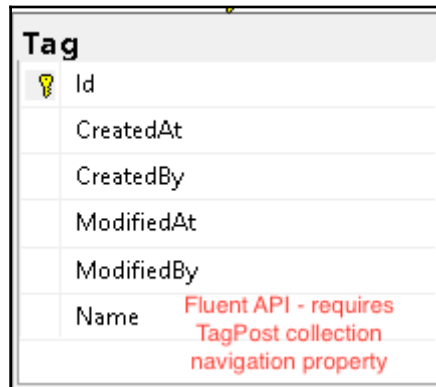 Tag
Id
CreatedAt
CreatedBy
ModifiedAt
ModifiedBy
Name
Fluent API - requires
TagPost collection
navigation property